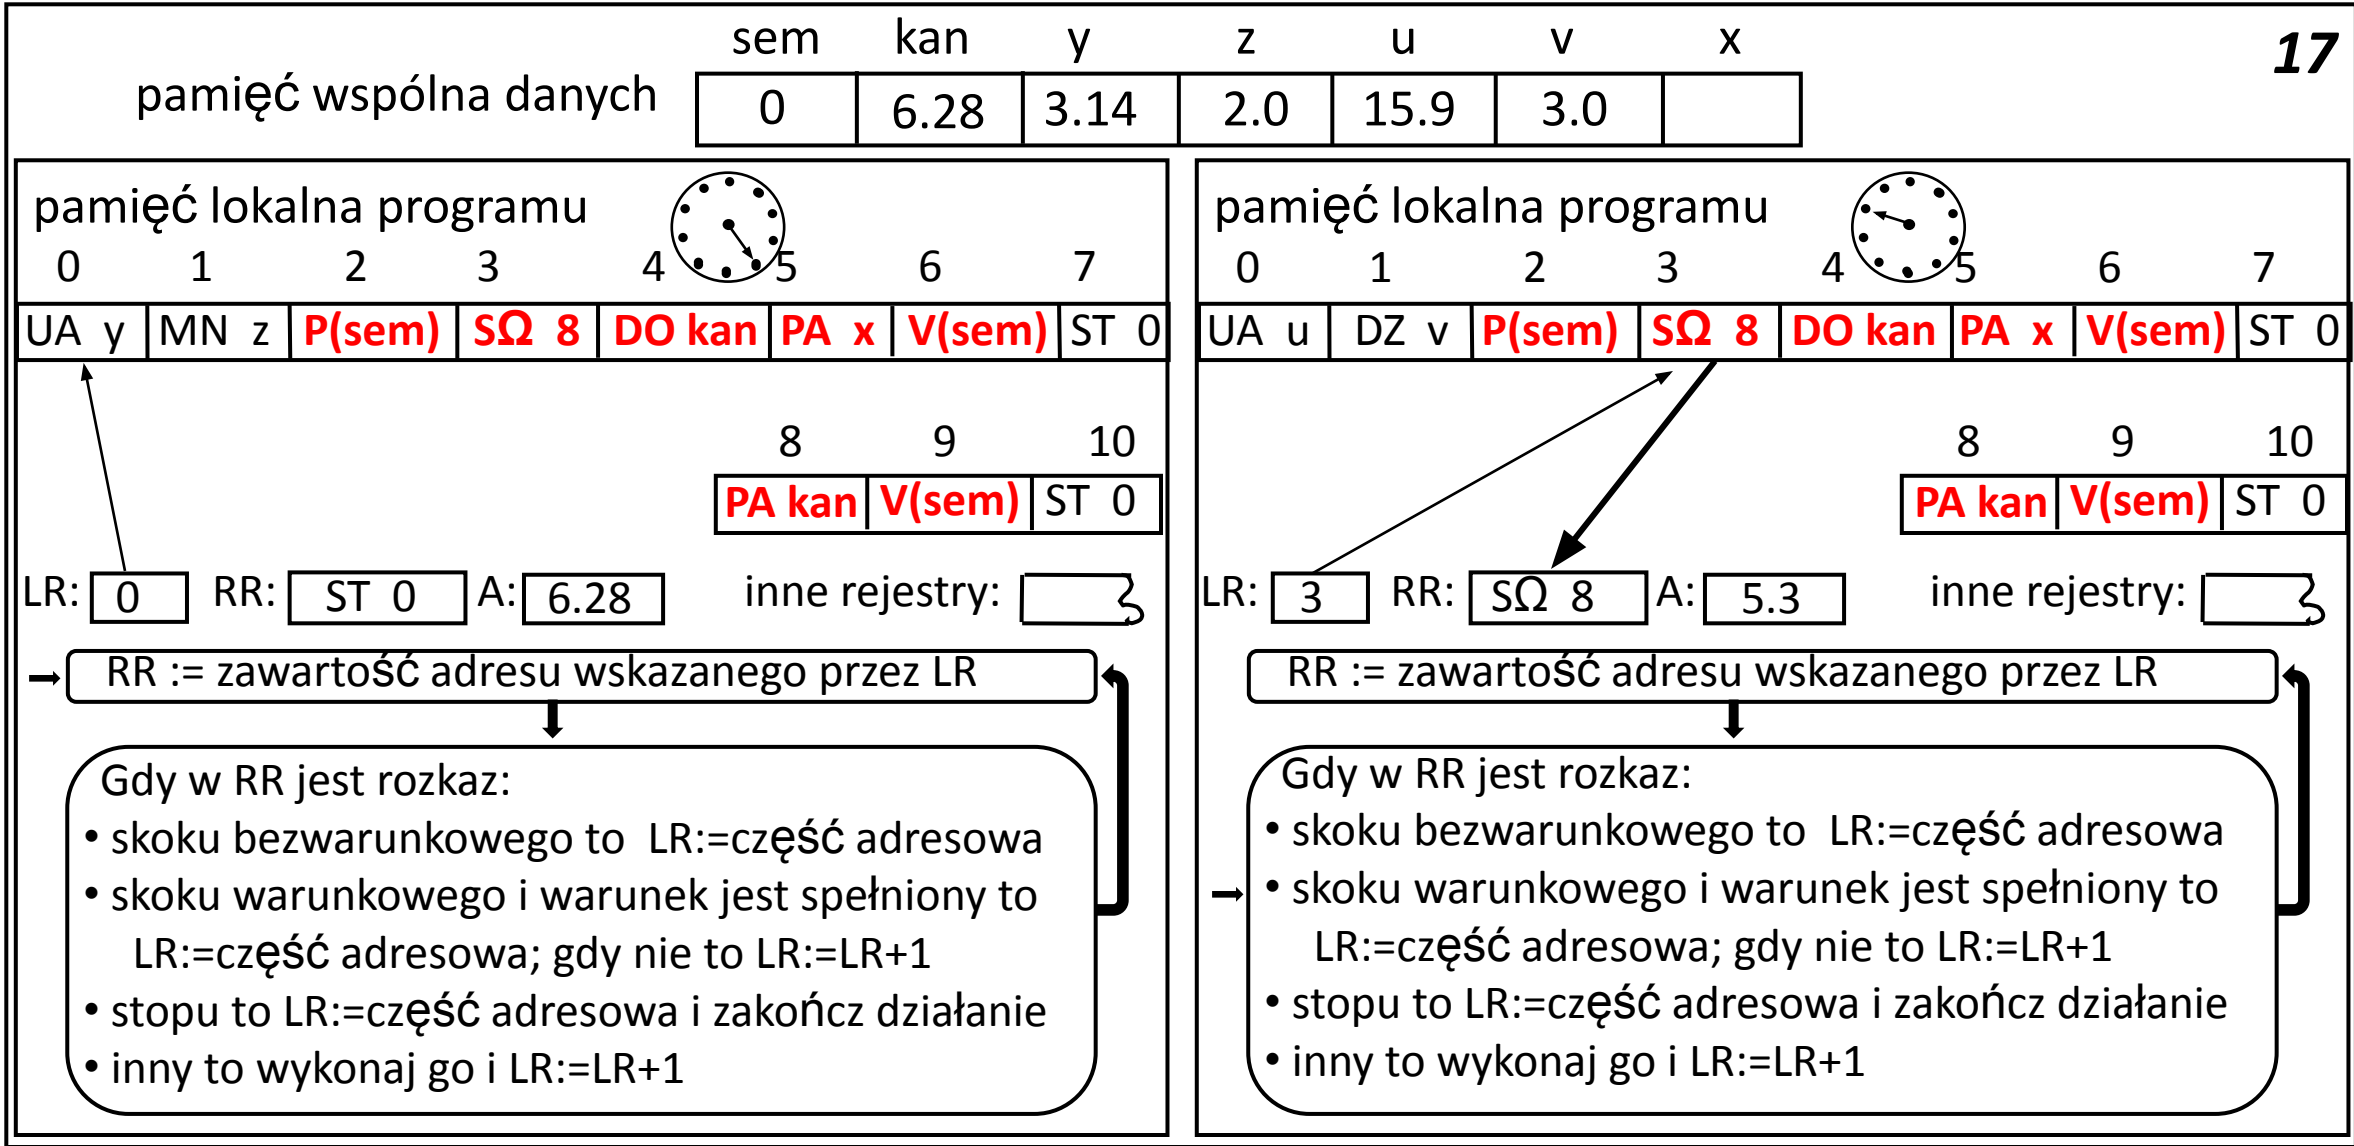 sem kan y z u v x
17
pamięć wspólna danych 0 6.28 3.14 2.0 15.9 3.0
pamięć lokalna programu
0 1 2 3 4 5 6 7
UA y MN z P(sem) SΩ 8 DO kan PA x V(sem) ST 0
8 9 10
PA kan V(sem) ST 0
LR: 0 RR: ST 0 A: 6.28 inne rejestry:
RR := zawartość adresu wskazanego przez LR
Gdy w RR jest rozkaz:
• skoku bezwarunkowego to LR:=część adresowa
• skoku warunkowego i warunek jest spełniony to
LR:=część adresowa; gdy nie to LR:=LR+1
• stopu to LR:=część adresowa i zakończ działanie
• inny to wykonaj go i LR:=LR+1
pamięć lokalna programu
0 1 2 3 4 5 6 7
UA u DZ v P(sem) SΩ 8 DO kan PA x V(sem) ST 0
8 9 10
PA kan V(sem) ST 0
LR: 3 RR: SΩ 8 A: 5.3 inne rejestry:
RR := zawartość adresu wskazanego przez LR
Gdy w RR jest rozkaz:
• skoku bezwarunkowego to LR:=część adresowa
• skoku warunkowego i warunek jest spełniony to
LR:=część adresowa; gdy nie to LR:=LR+1
• stopu to LR:=część adresowa i zakończ działanie
• inny to wykonaj go i LR:=LR+1